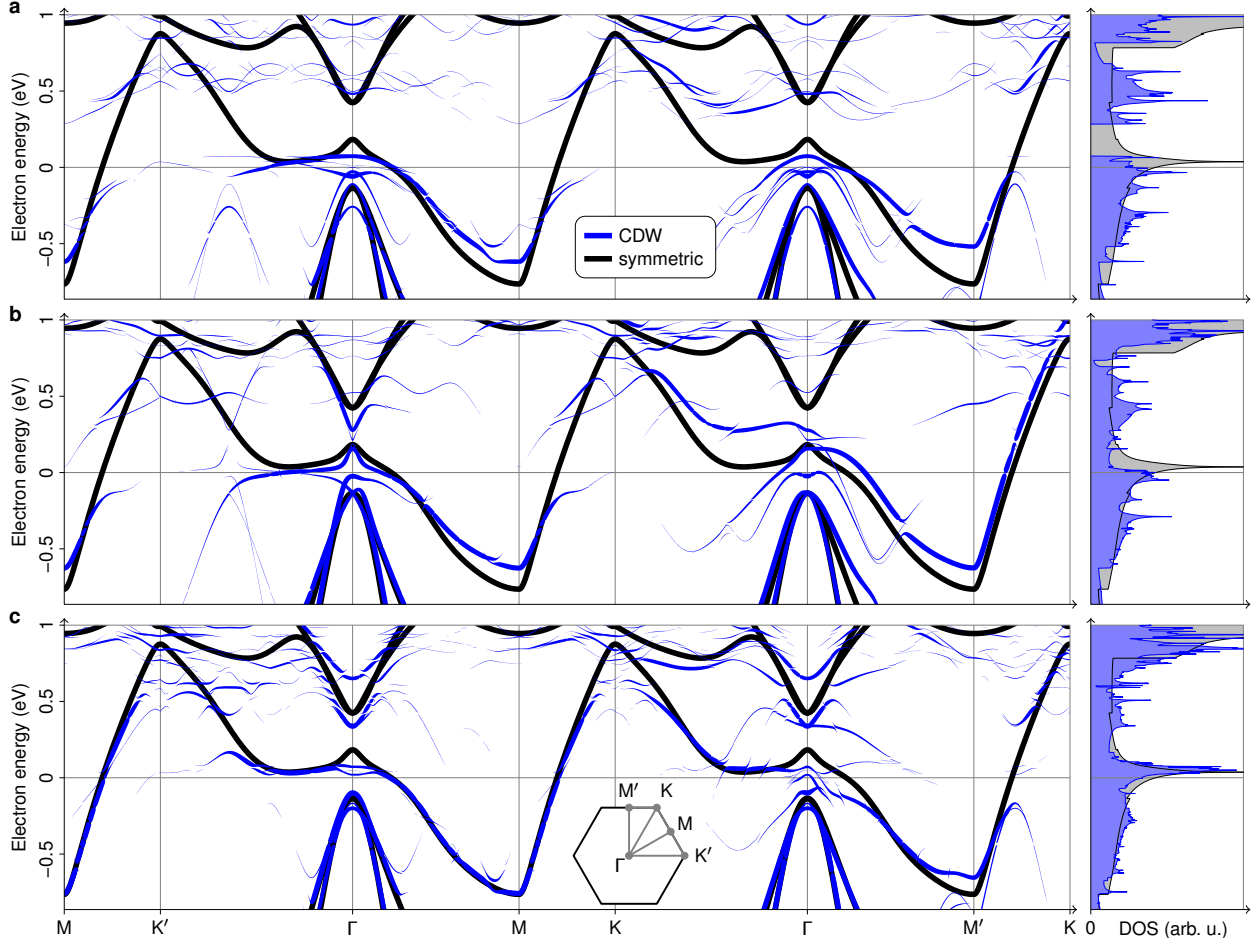 a
Electron energy (eV)
1
0.5
0
−0.5
CDW
symmetric
b
Electron energy (eV)
1
0.5
0
−0.5
c
Electron energy (eV)
1
0.5
0
−0.5
M′ K
M
Γ K′
M K′ Γ M K Γ M′ K
0 DOS (arb. u.)